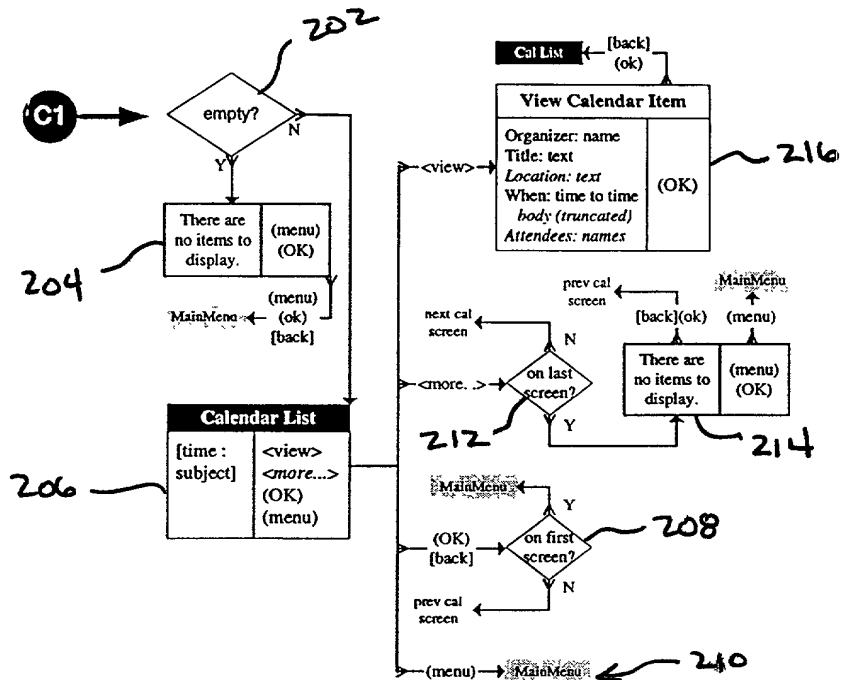 202
C1
empty?
N
Y
There are
no items to
display.
(menu)
(OK)
204
MainMenu
(menu)
(ok)
[back]
Calendar List
[time :
subject]
<view>
<more...>
(OK)
(menu)
206
Cal List
[back]
(ok)
View Calendar Item
Organizer: name
Title: text
Location: text
When: time to time
body (truncated)
Attendees: names
(OK)
216
<view>
next cal
screen
N
<more. .>
on last
screen?
Y
212
prev cal
screen
[back](ok)
MainMenu
(menu)
There are
no items to
display.
(menu)
(OK)
214
MainMenu
Y
(OK)
[back]
on first
screen?
208
N
prev cal
screen
(menu)
MainMenu
210